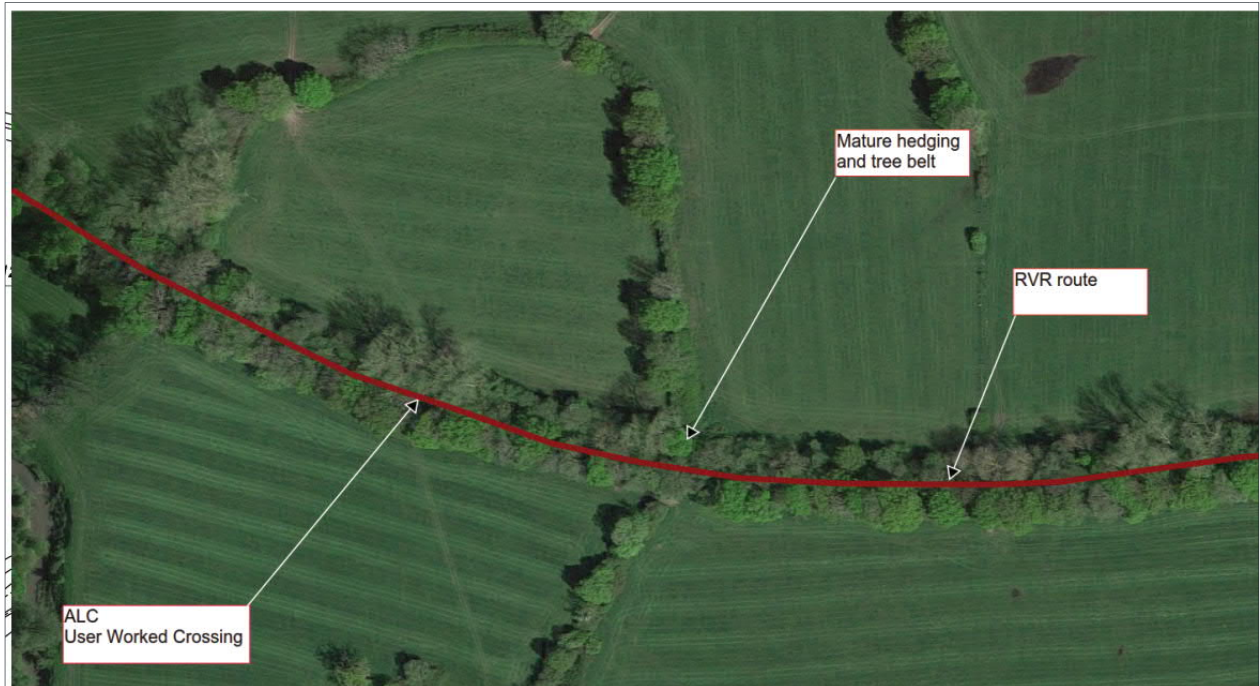 Mature hedging
and tree belt
RVR route
ALC
User Worked Crossing